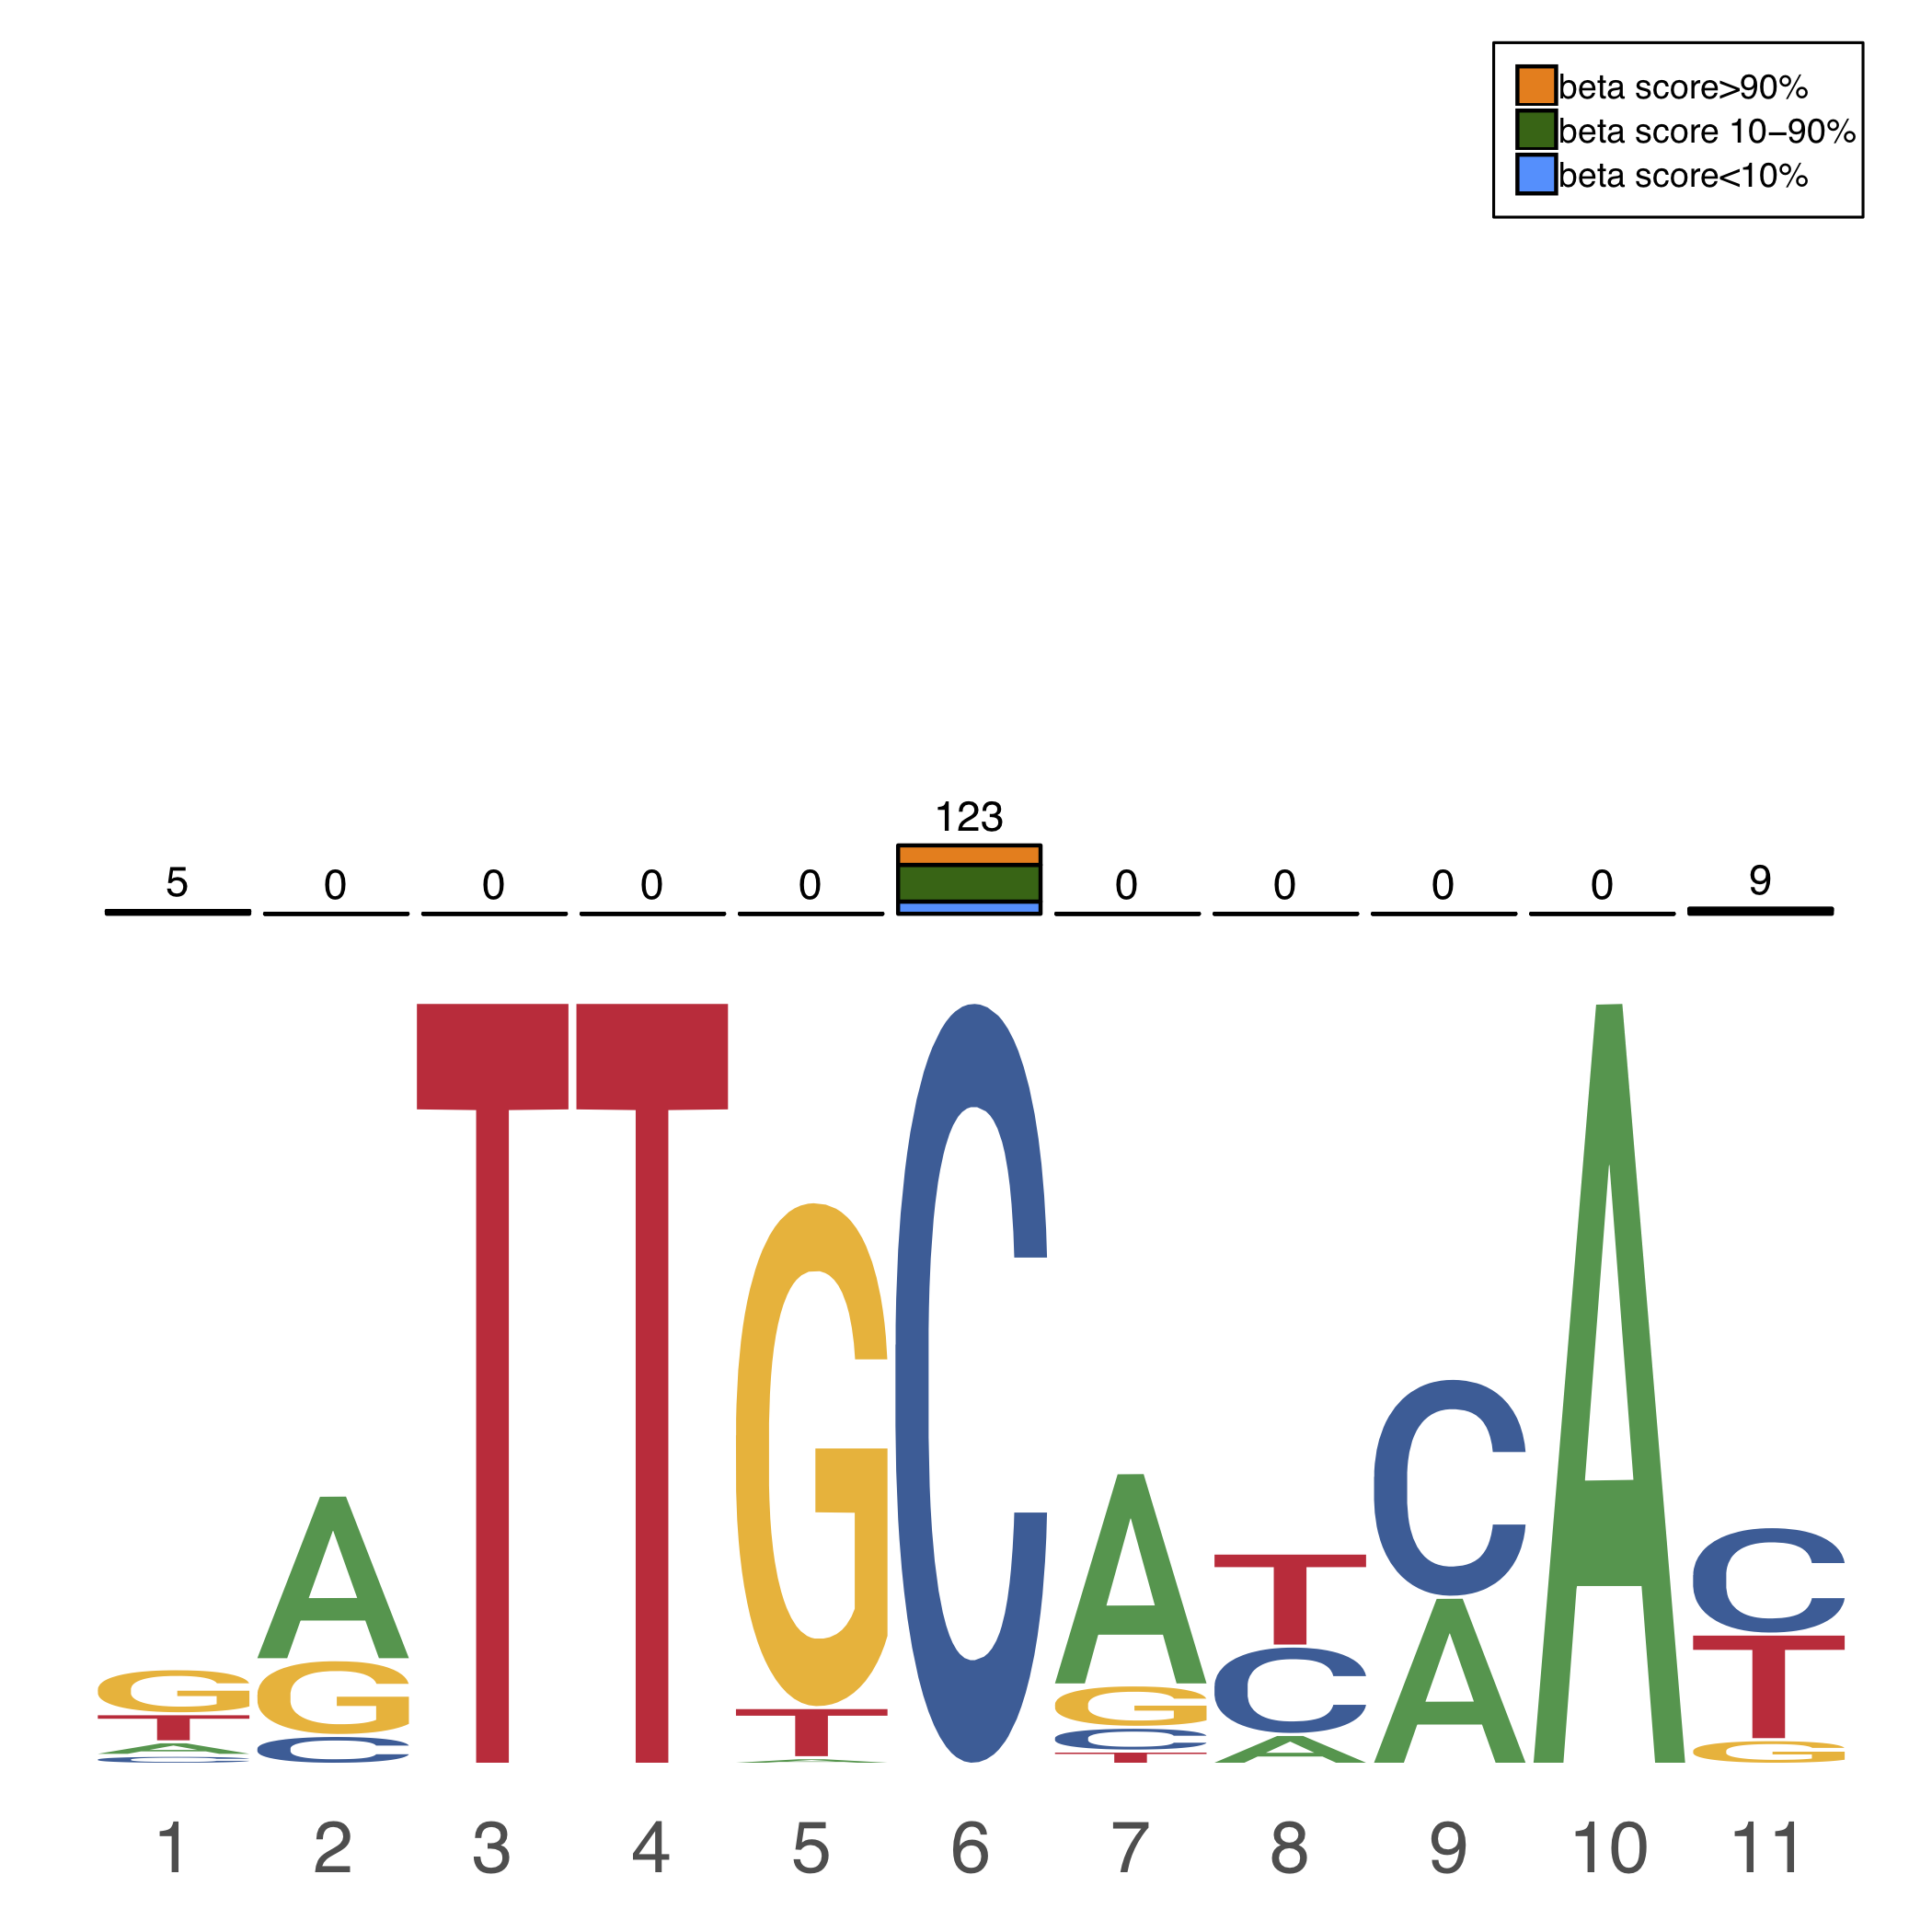 beta score>90%
beta score 10−90%
beta score<10%
123
5 0 0 0 0 0 0 0 0 9
G T A C A G C T T G T A C A G C T T C A C A A C T G
1 2 3 4 5 6 7 8 9 10 11